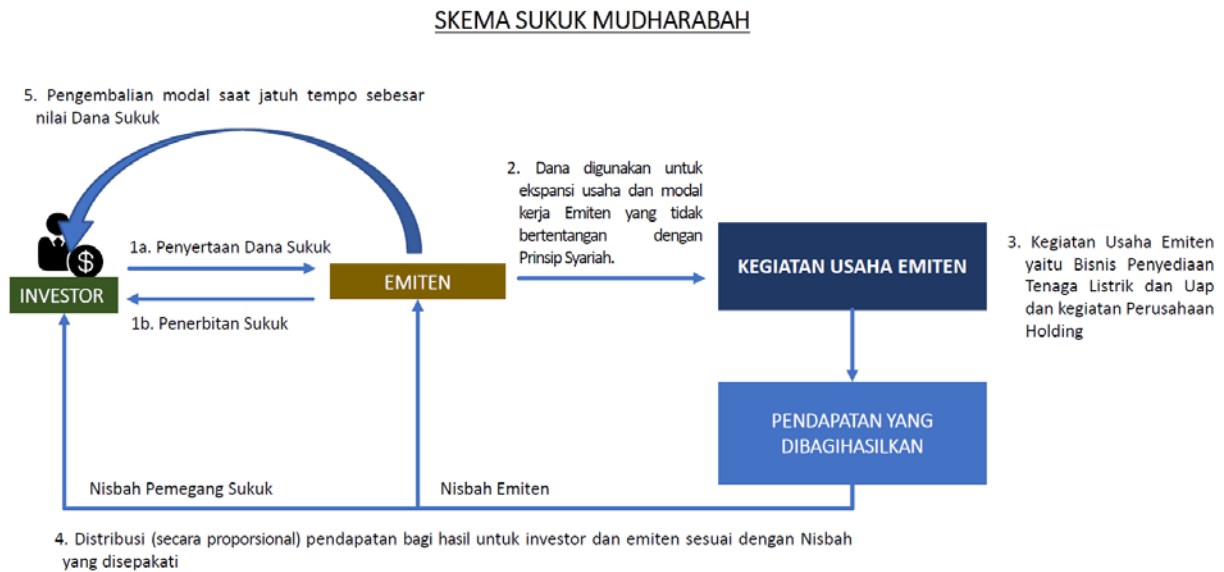 SKEMA SUKUK MUDHARABAH
5. Pengembalian modal saat jatuh tempo sebesar
nilai Dana Sukuk
2. Dana digunakan untuk
ekspansi usaha dan modal
kerja Emiten yang tidak
bertentangan dengan
Prinsip Syariah.
$
INVESTOR
1a. Penyertaan Dana Sukuk
1b. Penerbitan Sukuk
EMITEN
KEGIATAN USAHA EMITEN
3. Kegiatan Usaha Emiten
yaitu Bisnis Penyediaan
Tenaga Listrik dan Uap
dan kegiatan Perusahaan
Holding
PENDAPATAN YANG
DIBAGIHASILKAN
Nisbah Pemegang Sukuk
Nisbah Emiten
4. Distribusi (secara proporsional) pendapatan bagi hasil untuk investor dan emiten sesuai dengan Nisbah
yang disepakati